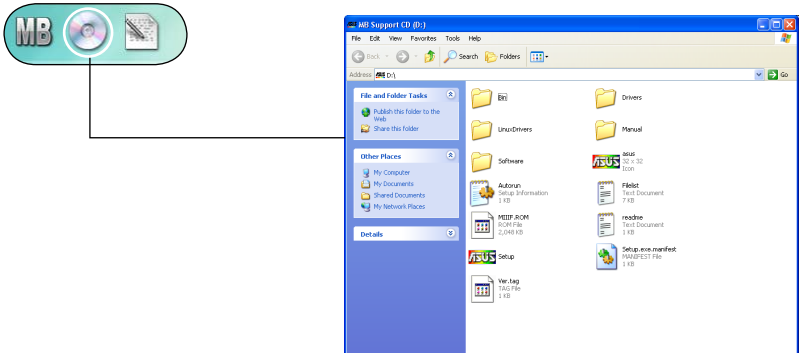 MB
MB Support CD (D:)
File Edit View Favorites Tools Help
Back Search Folders
Address D:\ Go
File and Folder Tasks
Publish this folder to the
Web
Share this folder
Other Places
My Computer
My Documents
Shared Documents
My Network Places
Details
Bin
Drivers
LinuxDrivers
Manual
Software
asus
32 x 32
Icon
Autorun
Setup Information
1 KB
Filelist
Text Document
7 KB
MIIIF.ROM
ROM File
2,048 KB
readme
Text Document
1 KB
Setup
Setup.exe.manifest
MANIFEST File
1 KB
Ver.tag
TAG File
1 KB